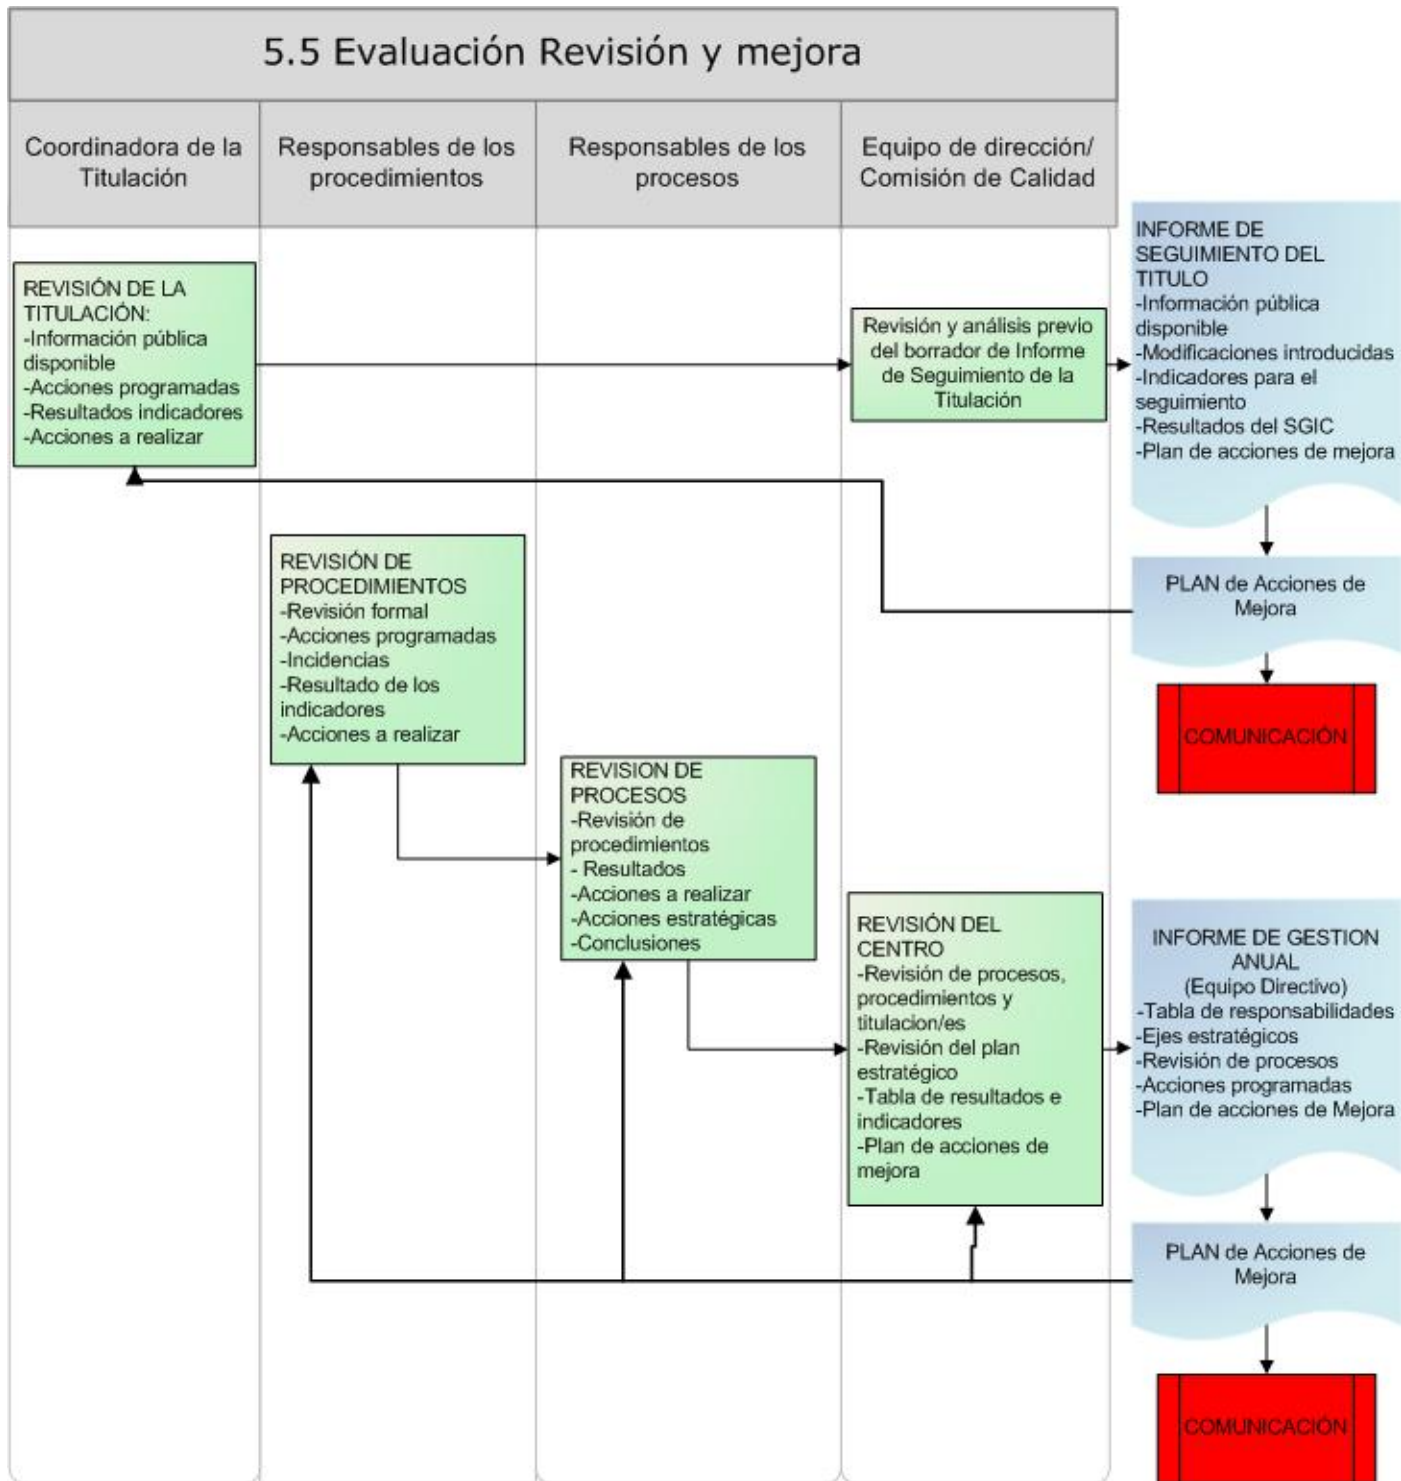 5.5 Evaluación Revisión y mejora
Coordinadora de la
Titulación
Responsables de los
procedimientos
Responsables de los
procesos
Equipo de dirección/
Comisión de Calidad
REVISIÓN DE LA
TITULACIÓN:
-Información pública
disponible
-Acciones programadas
-Resultados indicadores
-Acciones a realizar
Revisión y análisis previo
del borrador de Informe
de Seguimiento de la
Titulación
INFORME DE
SEGUIMIENTO DEL
TITULO
-Información pública
disponible
-Modificaciones introducidas
-Indicadores para el
seguimiento
-Resultados del SGIC
-Plan de acciones de mejora
PLAN de Acciones de
Mejora
COMUNICACIÓN
REVISIÓN DE
PROCEDIMIENTOS
-Revisión formal
-Acciones programadas
-Incidencias
-Resultado de los
indicadores
-Acciones a realizar
REVISION DE
PROCESOS
-Revisión de
procedimientos
- Resultados
-Acciones a realizar
-Acciones estratégicas
-Conclusiones
REVISIÓN DEL
CENTRO
-Revisión de procesos,
procedimientos y
titulacion/es
-Revisión del plan
estratégico
-Tabla de resultados e
indicadores
-Plan de acciones de
mejora
INFORME DE GESTION
ANUAL
(Equipo Directivo)
-Tabla de responsabilidades
-Ejes estratégicos
-Revisión de procesos
-Acciones programadas
-Plan de acciones de Mejora
PLAN de Acciones de
Mejora
COMUNICACIÓN